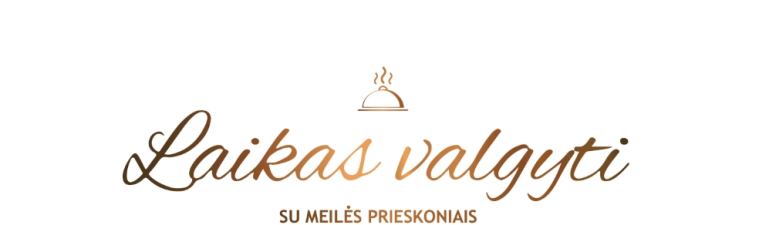 Laikas valgyti
SU MEILĖS PRIESKONIAIS